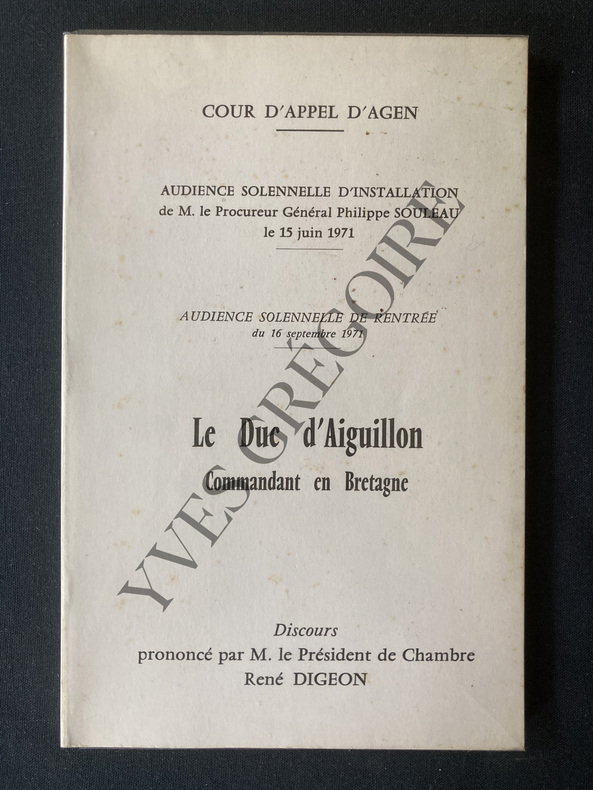 COUR D'APPEL D'AGEN
AUDIENCE SOLENNELLE D'INSTALLATION
de M. le Procureur Général Philippe SOULEAU
le 15 juin 1971
AUDIENCE SOLENNELLE DE RENTRÉE
du 16 septembre 1971
Le Duc d'Aiguillon
Commandant en Bretagne
Discours
prononcé par M. le Président de Chambre
René DIGEON
YVES GRÉGOIRE